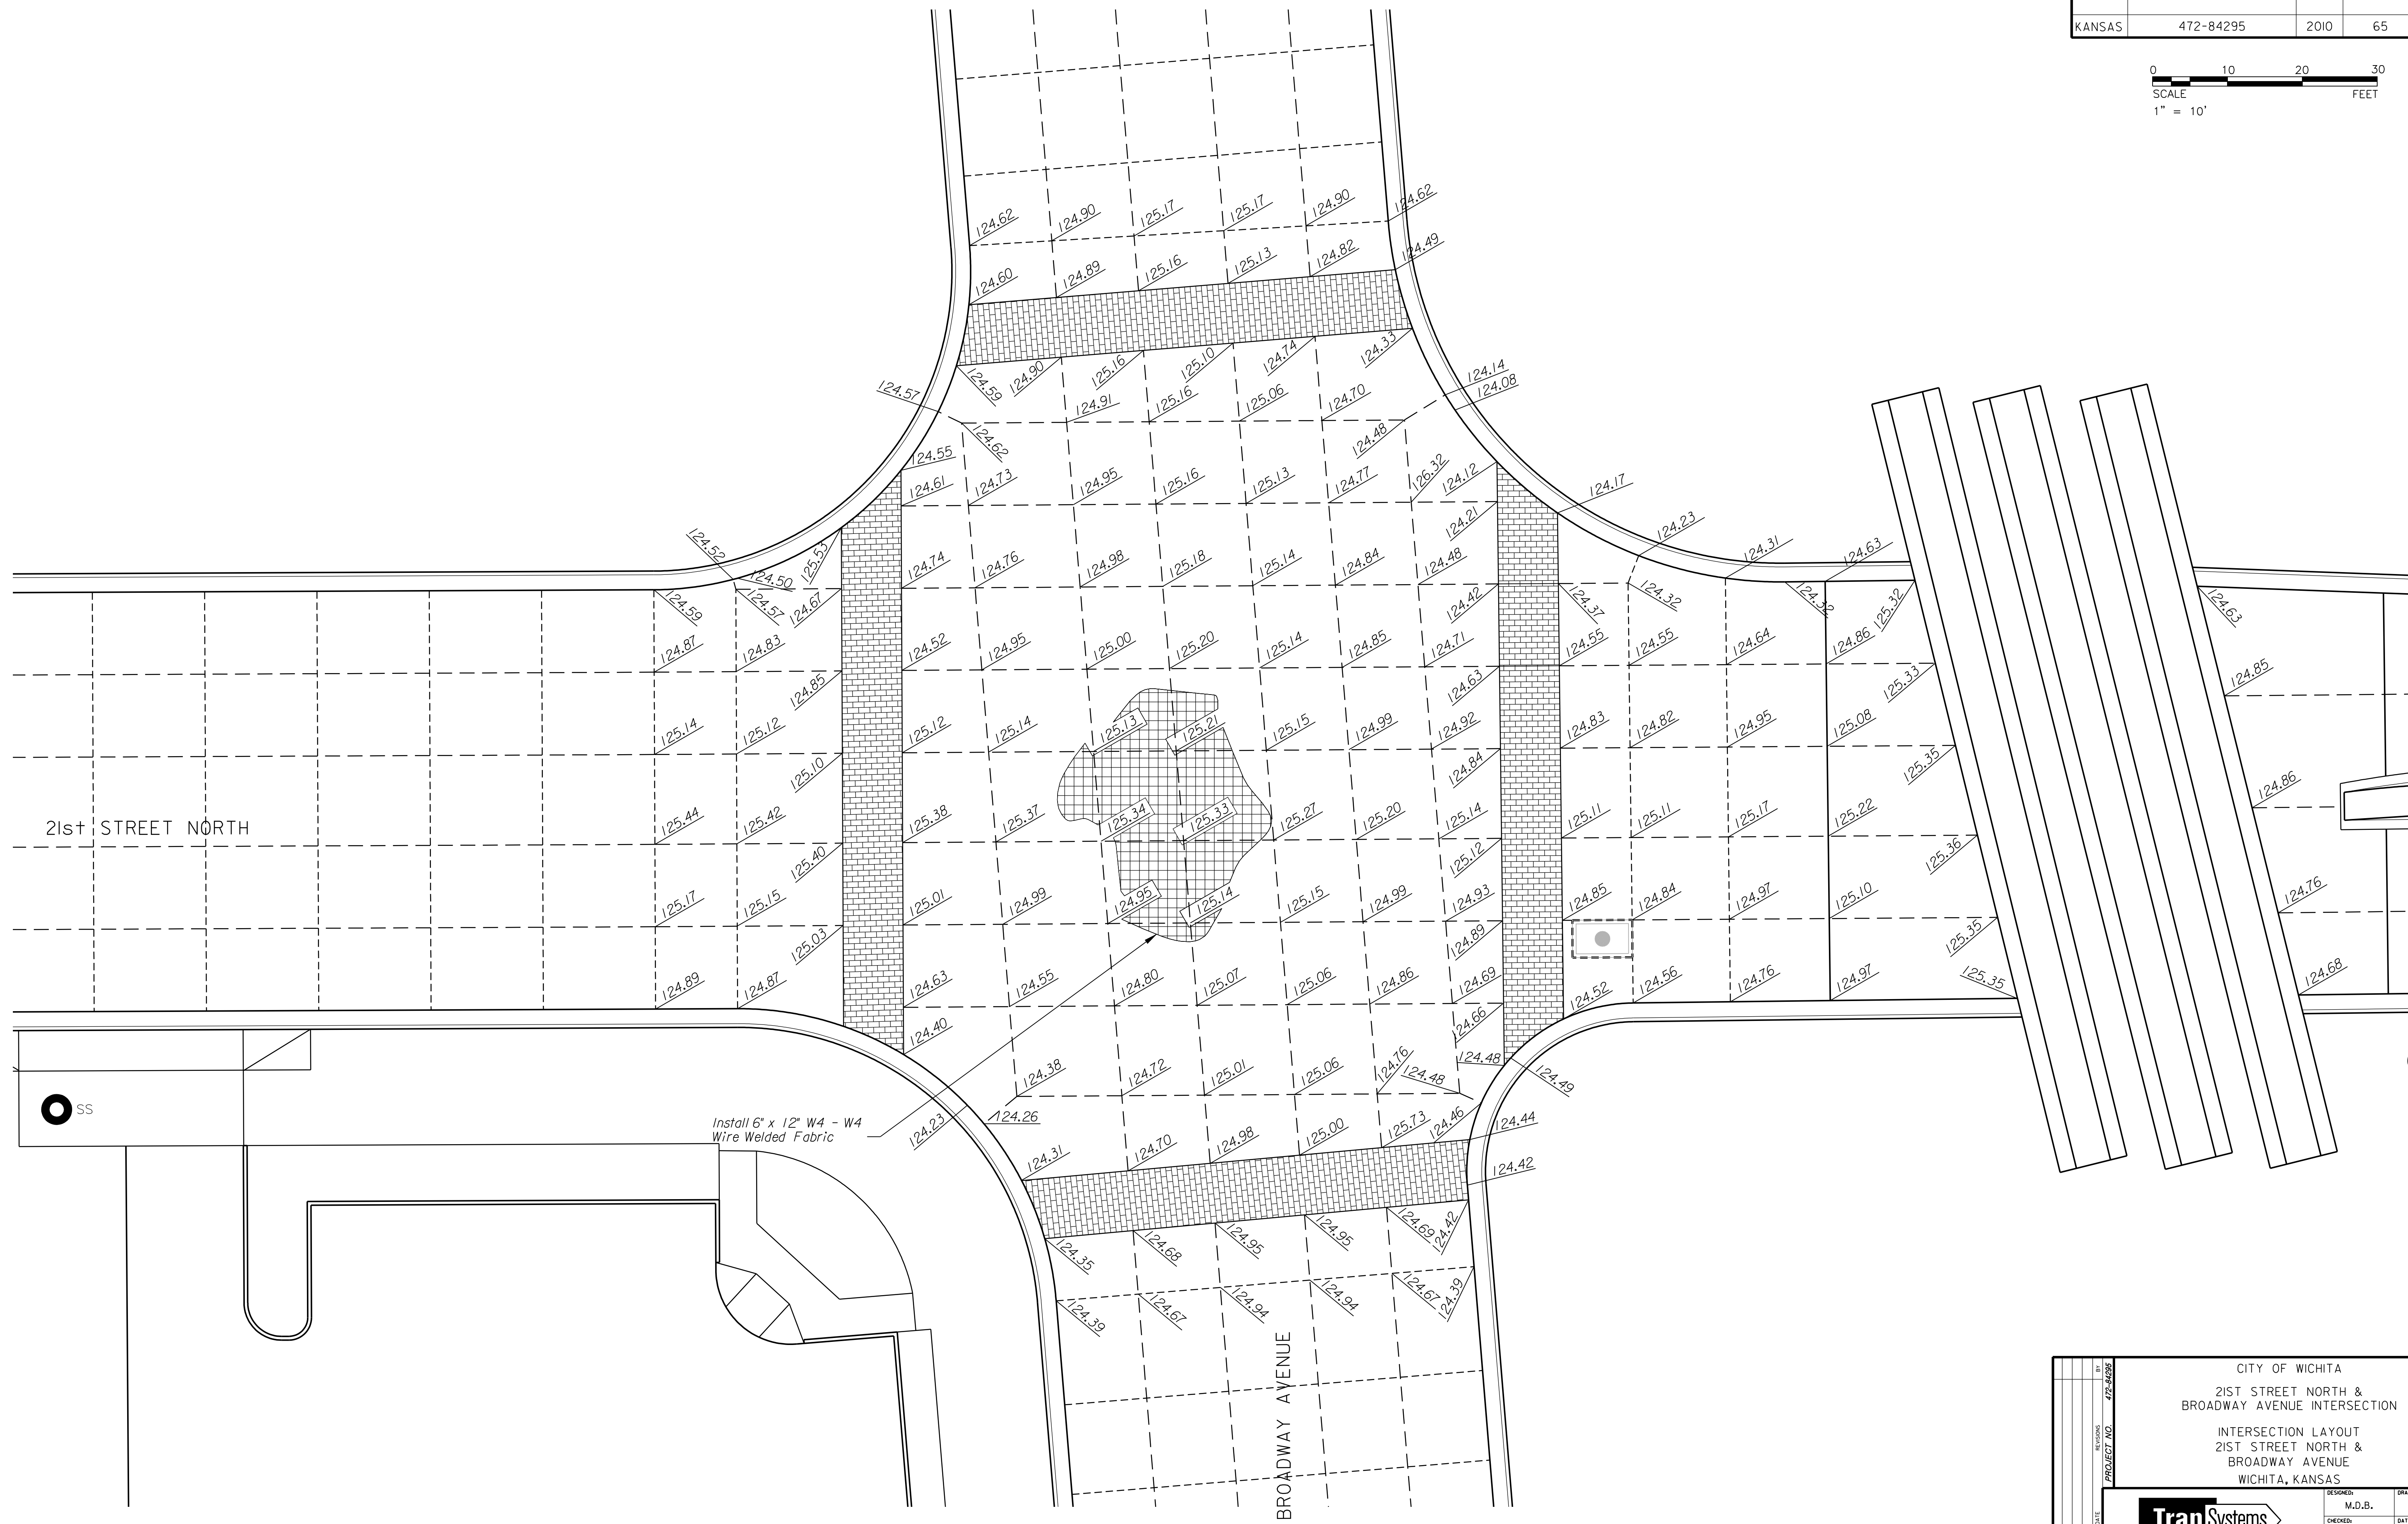 KANSAS 472-84295 2010 65
0 10 20 30
SCALE FEET
1" = 10'
124.62 124.90 125.17 125.17 124.90 124.62
124.60 124.89 125.16 125.13 124.82 124.49
124.59 124.90 125.16 125.10 124.74 124.33
124.57 124.91 125.16 125.06 124.70 124.14
124.08
124.62 124.48
124.55
124.61 124.73 124.95 125.16 125.13 124.77 126.32 124.12 124.17
124.21 124.23
124.52 124.50 125.53 124.31 124.63
124.74 124.76 124.98 125.18 125.14 124.84 124.48
124.59 124.57 124.67 124.42 124.37 124.32 124.32 125.32 124.63
124.87 124.83 124.52 124.95 125.00 125.20 125.14 124.85 124.71 124.55 124.55 124.64 124.86
124.85 124.63 125.33 124.85
125.14 125.12 125.12 125.14 125.13 125.21 125.15 124.99 124.92 124.83 124.82 124.95 125.08
125.10 124.84 125.35 124.86
21st STREET NORTH
125.44 125.42 125.38 125.37 125.34 125.33 125.27 125.20 125.14 125.11 125.11 125.17 125.22
125.40 125.12 125.36
125.17 125.15 125.01 124.99 124.95 125.14 125.15 124.99 124.93 124.85 124.84 124.97 125.10 124.76
125.03 124.89 125.35
124.89 124.87 124.63 124.55 124.80 125.07 125.06 124.86 124.69 124.52 124.56 124.76 124.97 125.35 124.68
124.40 124.66
124.48
124.38 124.72 125.01 125.06 124.76 124.48 124.49
SS
Install 6" x 12" W4 - W4
Wire Welded Fabric
124.23 124.26
124.31 124.70 124.98 125.00 125.73 124.46 124.44
124.42
124.35 124.68 124.95 124.95 124.69 124.42
124.39 124.67 124.94 124.94 124.67 124.39
BROADWAY AVENUE
BY
REVISIONS
DATE
PROJECT NO. 472-84295
CITY OF WICHITA
21ST STREET NORTH &
BROADWAY AVENUE INTERSECTION
INTERSECTION LAYOUT
21ST STREET NORTH &
BROADWAY AVENUE
WICHITA, KANSAS
TranSystems
DESIGNED:
M.D.B.
CHECKED: